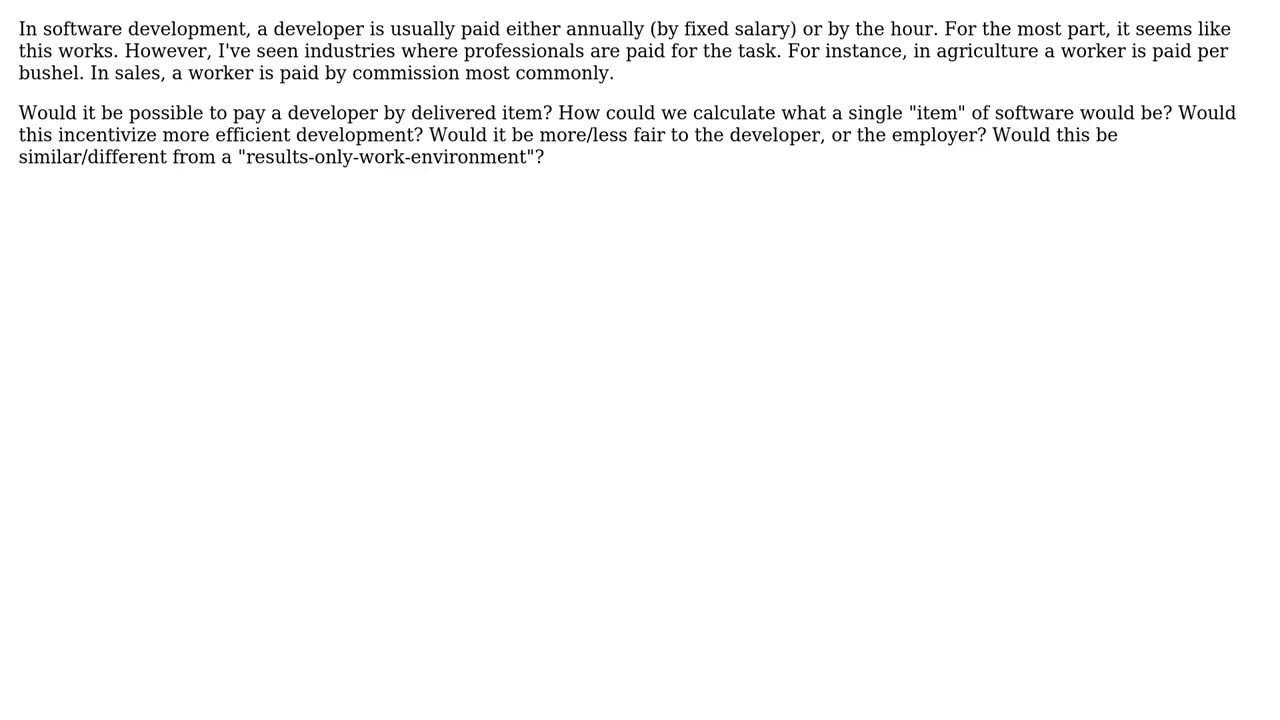 In software development, a developer is usually paid either annually (by fixed salary) or by the hour. For the most part, it seems like
this works. However, I've seen industries where professionals are paid for the task. For instance, in agriculture a worker is paid per
bushel. In sales, a worker is paid by commission most commonly.
Would it be possible to pay a developer by delivered item? How could we calculate what a single "item" of software would be? Would
this incentivize more efficient development? Would it be more/less fair to the developer, or the employer? Would this be
similar/different from a "results-only-work-environment"?